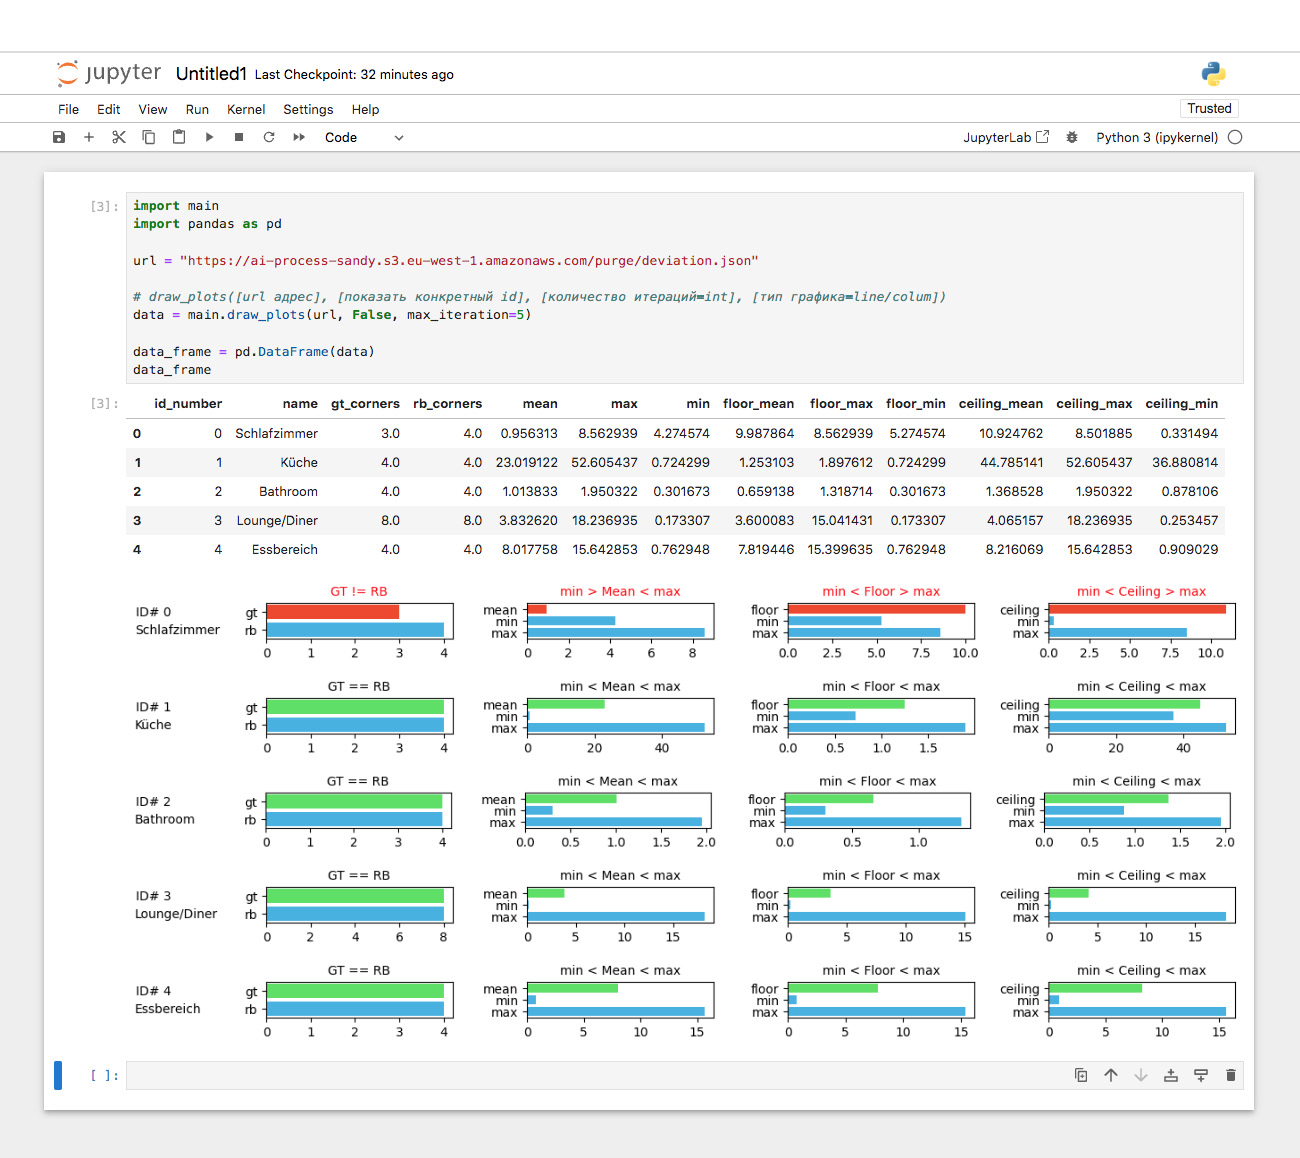 jupyter Untitled1 Last Checkpoint: 32 minutes ago
File Edit View Run Kernel Settings Help Trusted
Code JupyterLab Python 3 (ipykernel)
[3]: import main
import pandas as pd
url = "https://ai-process-sandy.s3.eu-west-1.amazonaws.com/purge/deviation.json"
# draw_plots([url адрес], [показать конкретный id], [количество итераций=int], [тип графика=line/colum])
data = main.draw_plots(url, False, max_iteration=5)
data_frame = pd.DataFrame(data)
data_frame
[3]: id_number name gt_corners rb_corners mean max min floor_mean floor_max floor_min ceiling_mean ceiling_max ceiling_min
0 0 Schlafzimmer 3.0 4.0 0.956313 8.562939 4.274574 9.987864 8.562939 5.274574 10.924762 8.501885 0.331494
1 1 Küche 4.0 4.0 23.019122 52.605437 0.724299 1.253103 1.897612 0.724299 44.785141 52.605437 36.880814
2 2 Bathroom 4.0 4.0 1.013833 1.950322 0.301673 0.659138 1.318714 0.301673 1.368528 1.950322 0.878106
3 3 Lounge/Diner 8.0 8.0 3.832620 18.236935 0.173307 3.600083 15.041431 0.173307 4.065157 18.236935 0.253457
4 4 Essbereich 4.0 4.0 8.017758 15.642853 0.762948 7.819446 15.399635 0.762948 8.216069 15.642853 0.909029
GT != RB min > Mean < max min < Floor > max min < Ceiling > max
ID# 0 gt mean floor ceiling
min min min
Schlafzimmer rb max max max
0 1 2 3 4 0 2 4 6 8 0.0 2.5 5.0 7.5 10.0 0.0 2.5 5.0 7.5 10.0
GT == RB min < Mean < max min < Floor < max min < Ceiling < max
ID# 1 gt mean floor ceiling
min min min
Küche rb max max max
0 1 2 3 4 0 20 40 0.0 0.5 1.0 1.5 0 20 40
GT == RB min < Mean < max min < Floor < max min < Ceiling < max
ID# 2 gt mean floor ceiling
min min min
Bathroom rb max max max
0 1 2 3 4 0.0 0.5 1.0 1.5 2.0 0.0 0.5 1.0 0.0 0.5 1.0 1.5 2.0
GT == RB min < Mean < max min < Floor < max min < Ceiling < max
ID# 3 gt mean floor ceiling
min min min
Lounge/Diner rb max max max
0 2 4 6 8 0 5 10 15 0 5 10 15 0 5 10 15
GT == RB min < Mean < max min < Floor < max min < Ceiling < max
ID# 4 gt mean floor ceiling
min min min
Essbereich rb max max max
0 1 2 3 4 0 5 10 15 0 5 10 15 0 5 10 15
[ ]: